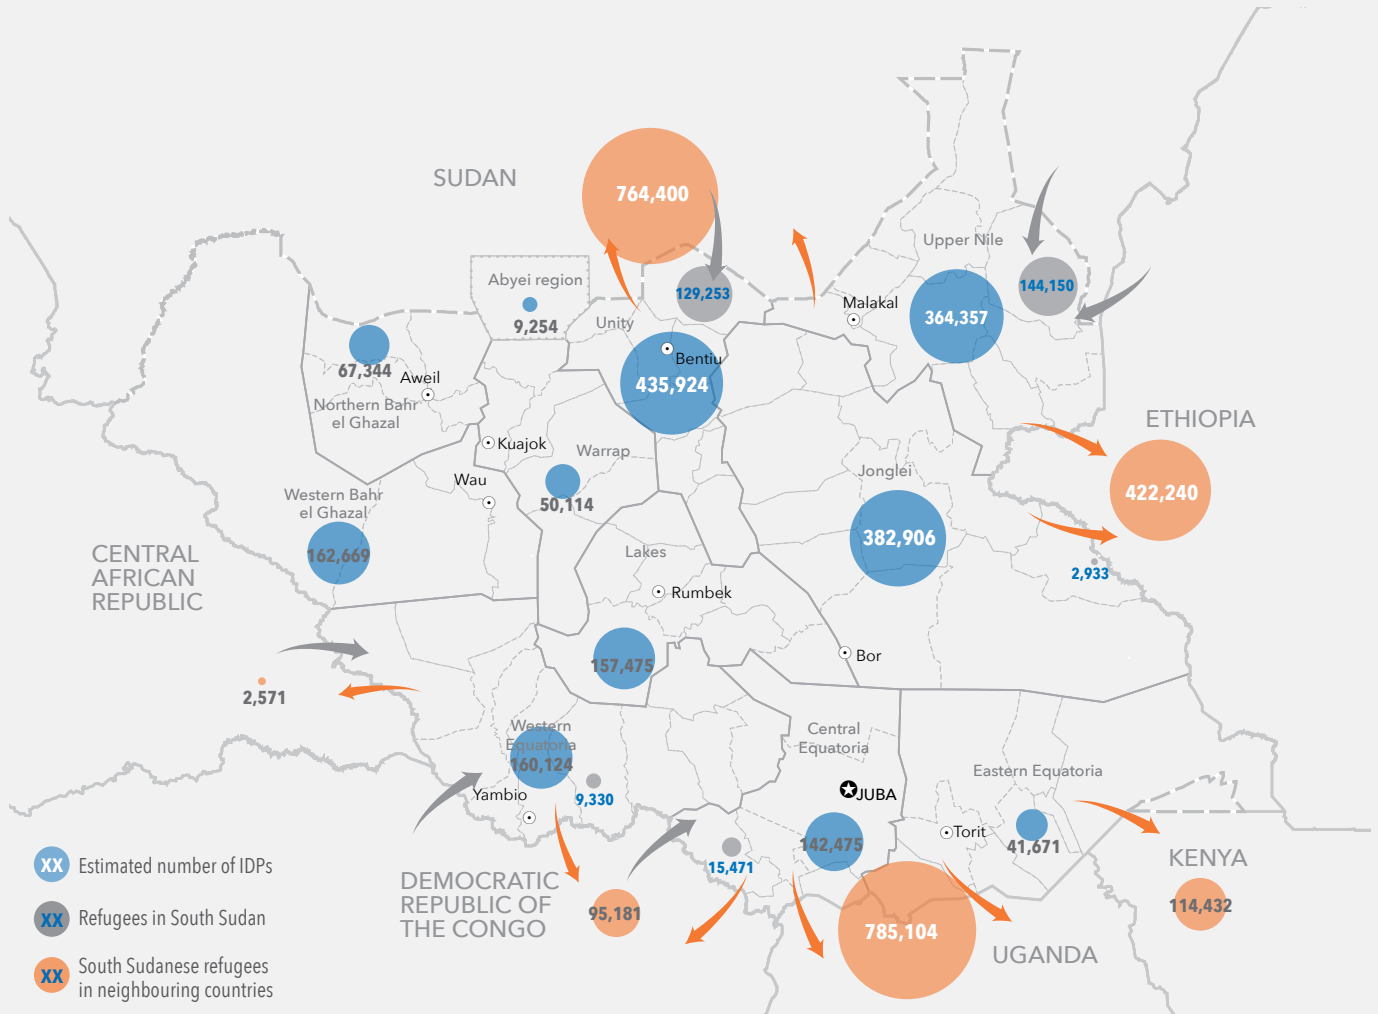 SUDAN
764,400
Upper Nile
Abyei region
129,253
144,150
9,254
Unity
Malakal
364,357
67,344
Aweil
Bentiu
435,924
Northern Bahr
el Ghazal
ETHIOPIA
Kuajok
Warrap
Jonglei
422,240
Wau
50,114
Western Bahr
el Ghazal
162,669
382,906
CENTRAL
AFRICAN
REPUBLIC
Lakes
2,933
Rumbek
157,475
Bor
2,571
Western
Equatoria
160,124
Central
Equatoria
Eastern Equatoria
Yambio
9,330
JUBA
Torit
142,475
41,671
KENYA
15,471
114,432
DEMOCRATIC
REPUBLIC OF
THE CONGO
95,181
785,104
UGANDA
XX Estimated number of IDPs
XX Refugees in South Sudan
XX South Sudanese refugees
in neighbouring countries